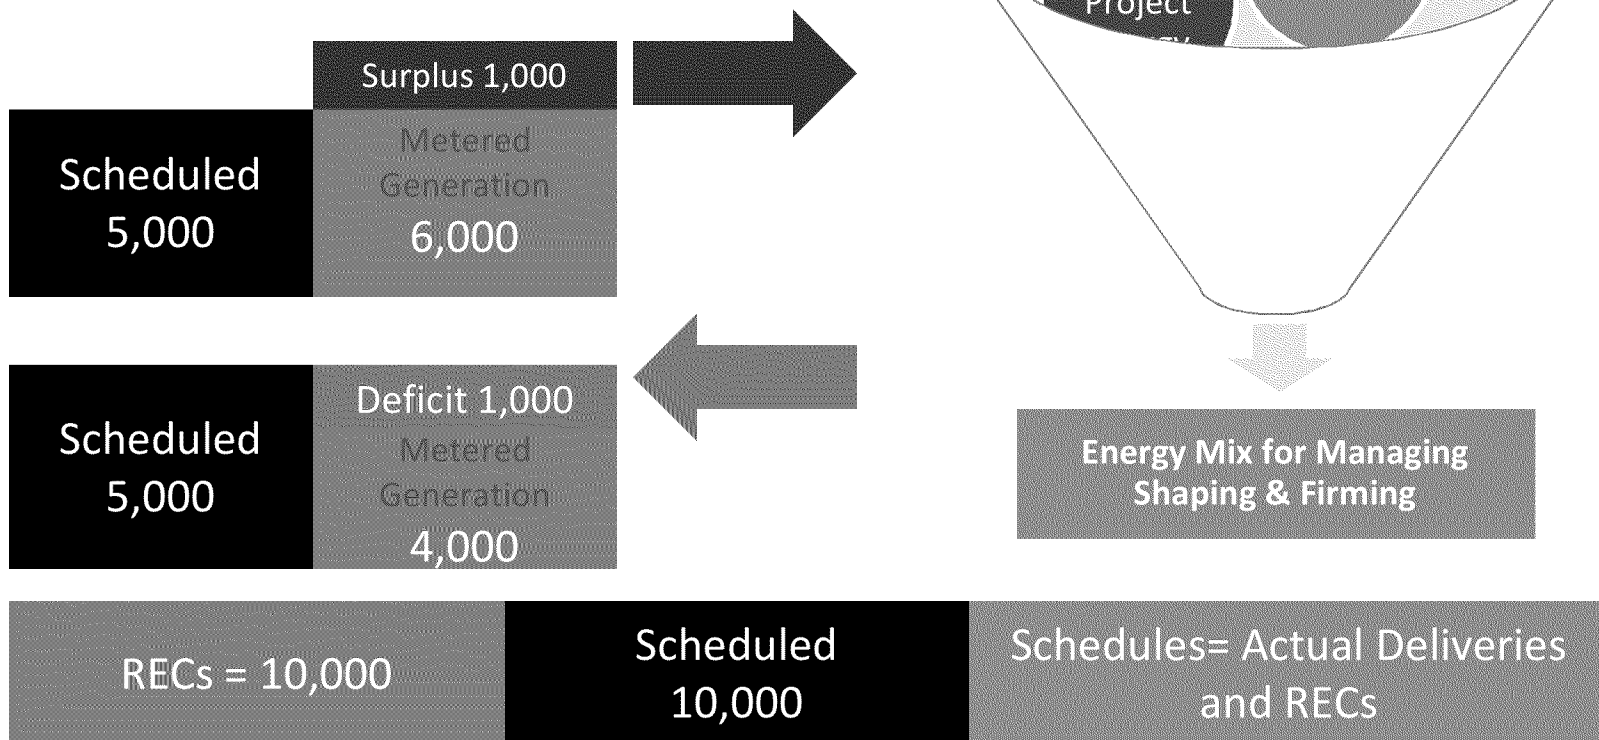 Project
Surplus 1,000
Metered
Generation
6,000
Scheduled
5,000
Deficit 1,000
Metered
Generation
4,000
Scheduled
5,000
Energy Mix for Managing
Shaping & Firming
RECs = 10,000
Scheduled
10,000
Schedules= Actual Deliveries
and RECs